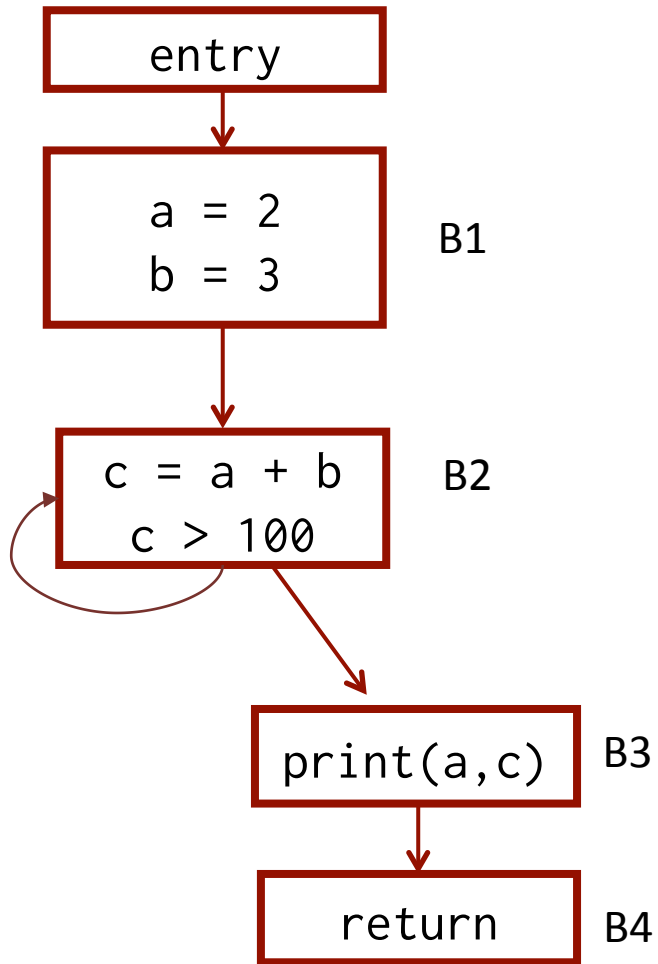 entry
a = 2
b = 3
B1
c = a + b
c > 100
B2
print(a,c)
B3
return
B4